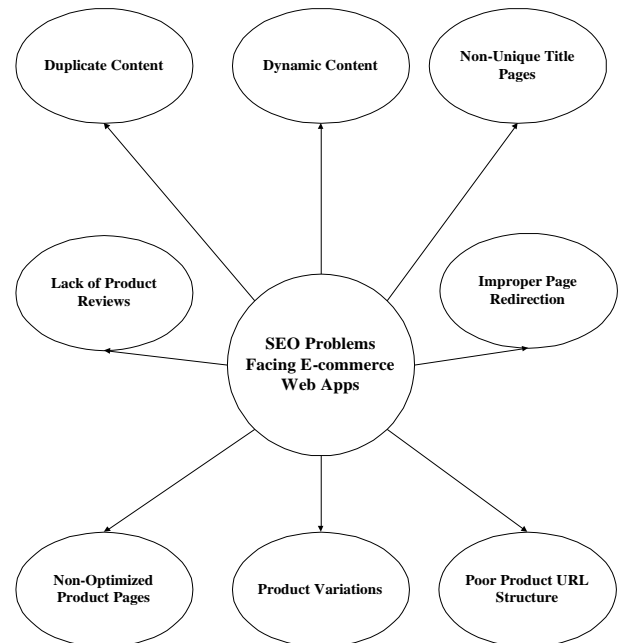 Duplicate Content
Dynamic Content
Non-Unique Title
Pages
Lack of Product
Reviews
Improper Page
Redirection
SEO Problems
Facing E-commerce
Web Apps
Non-Optimized
Product Pages
Product Variations
Poor Product URL
Structure